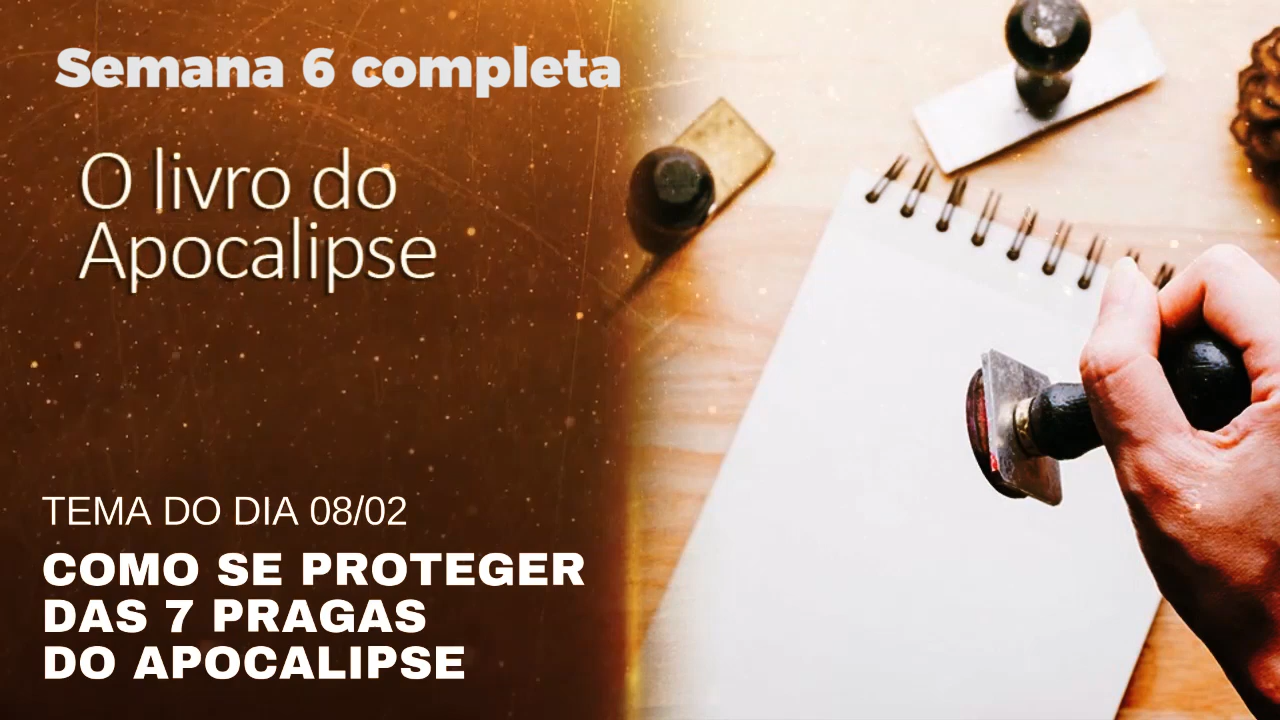 Semana 6 completa
O livro do
Apocalipse
TEMA DO DIA 08/02
COMO SE PROTEGER
DAS 7 PRAGAS
DO APOCALIPSE